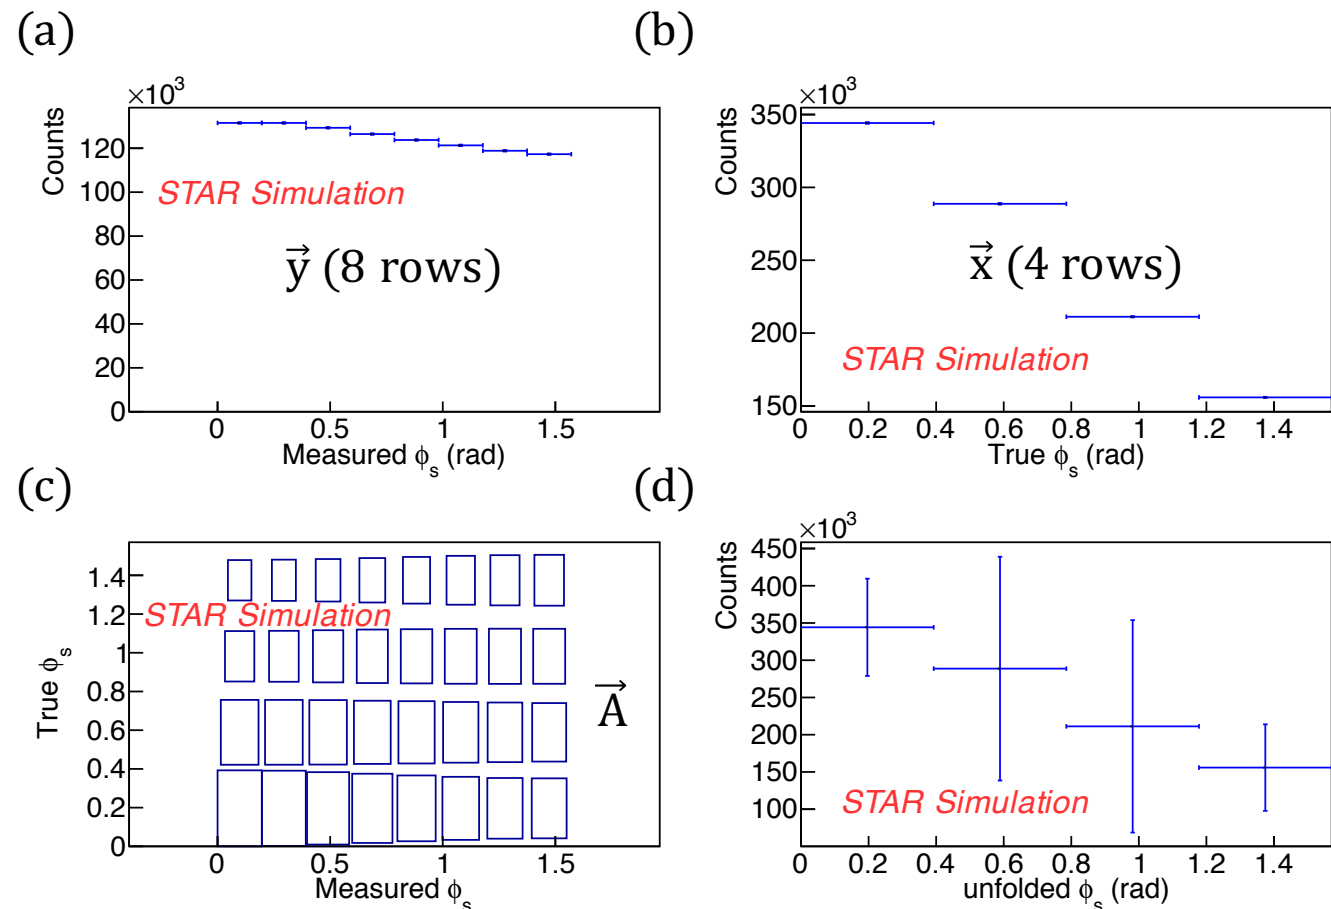 (a)
×10³
Counts
120
100
80
60
40
20
0
STAR Simulation
y⃗ (8 rows)
0 0.5 1 1.5
Measured ϕₛ (rad)
(b)
×10³
Counts
350
300
250
200
150
x⃗ (4 rows)
STAR Simulation
0 0.2 0.4 0.6 0.8 1 1.2 1.4
True ϕₛ (rad)
(c)
True ϕₛ
1.4
1.2
1
0.8
0.6
0.4
0.2
0
STAR Simulation
A⃗
0 0.5 1 1.5
Measured ϕₛ
(d)
×10³
Counts
450
400
350
300
250
200
150
100
STAR Simulation
0 0.2 0.4 0.6 0.8 1 1.2 1.4
unfolded ϕₛ (rad)